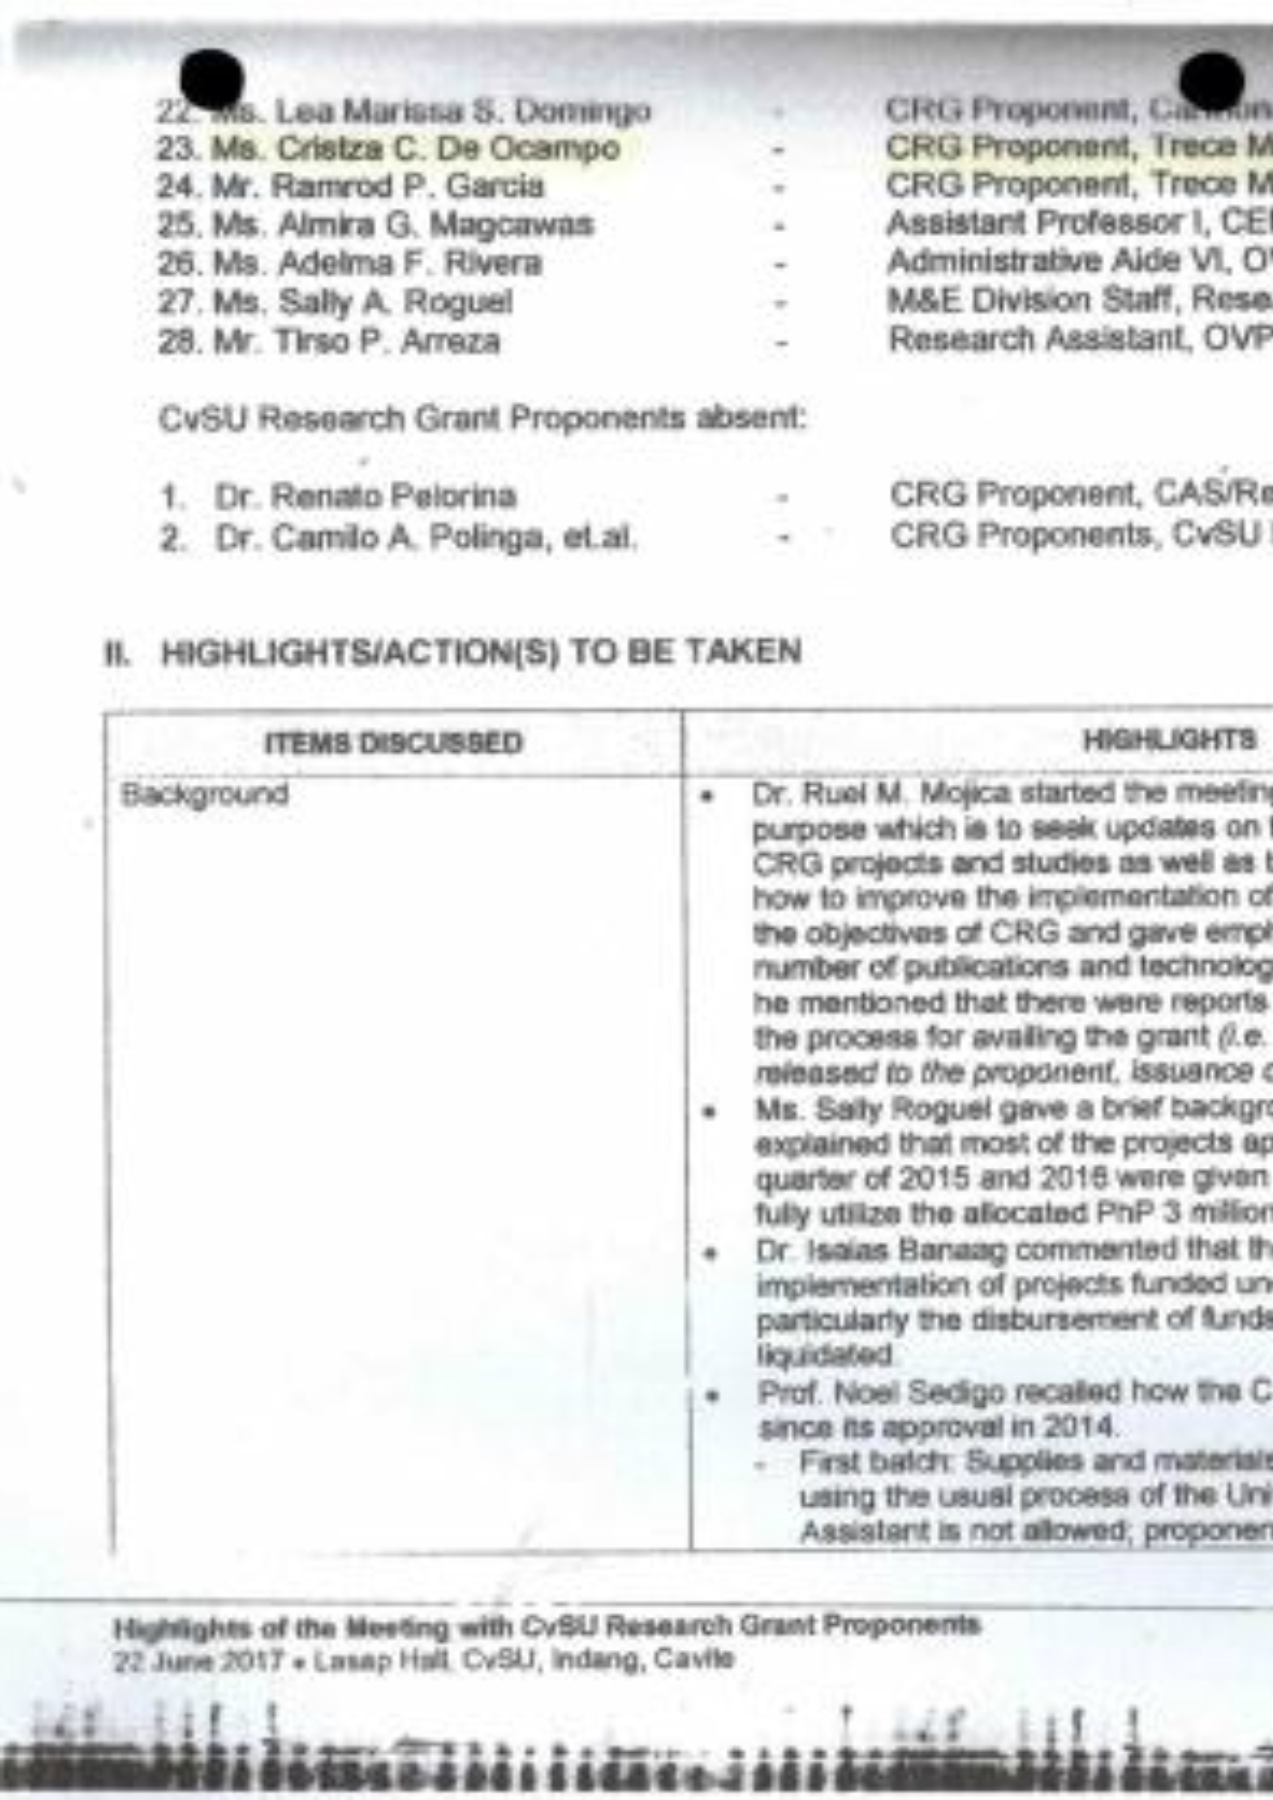 22. Ms. Lea Marissa S. Domingo - CRG Proponent,
23. Ms. Cristza C. De Ocampo - CRG Proponent, Trece M
24. Mr. Ramrod P. Garcia - CRG Proponent, Trece M
25. Ms. Almira G. Magcawas - Assistant Professor I, CE
26. Ms. Adelma F. Rivera - Administrative Aide VI, OV
27. Ms. Sally A. Roguel - M&E Division Staff, Rese
28. Mr. Tirso P. Arreza - Research Assistant, OVP
CvSU Research Grant Proponents absent:
1. Dr. Renato Pelorina - CRG Proponent, CAS/Re
2. Dr. Camilo A. Polinga, et.al. - CRG Proponents, CvSU
II. HIGHLIGHTS/ACTION(S) TO BE TAKEN
ITEMS DISCUSSED HIGHLIGHTS
Background
• Dr. Ruel M. Mojica started the meeting
purpose which is to seek updates on
CRG projects and studies as well as t
how to improve the implementation of
the objectives of CRG and gave emph
number of publications and technolog
he mentioned that there were reports
the process for availing the grant (i.e.
released to the proponent, issuance
• Ms. Sally Roguel gave a brief backgro
explained that most of the projects ap
quarter of 2015 and 2016 were given
fully utilize the allocated PhP 3 million
• Dr. Isaias Banaag commented that th
implementation of projects funded un
particularly the disbursement of funds
liquidated.
• Prof. Noel Sedigo recalled how the C
since its approval in 2014.
- First batch: Supplies and materials
using the usual process of the Uni
Assistant is not allowed; proponen
Highlights of the Meeting with CvSU Research Grant Proponents
22 June 2017 • Lasap Hall, CvSU, Indang, Cavite